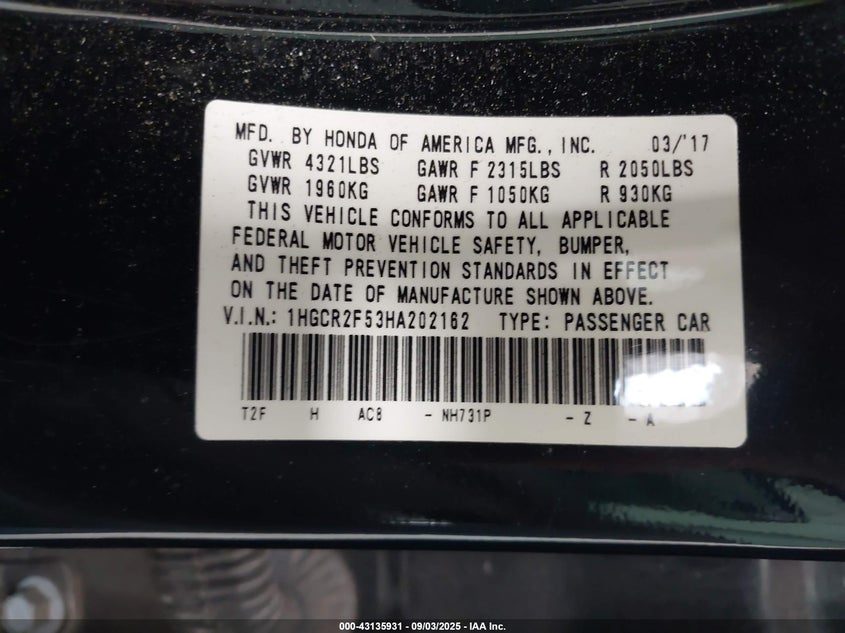 MFD. BY HONDA OF AMERICA MFG., INC. 03/'17
GVWR 4321LBS GAWR F 2315LBS R 2050LBS
GVWR 1960KG GAWR F 1050KG R 930KG
THIS VEHICLE CONFORMS TO ALL APPLICABLE
FEDERAL MOTOR VEHICLE SAFETY, BUMPER,
AND THEFT PREVENTION STANDARDS IN EFFECT
ON THE DATE OF MANUFACTURE SHOWN ABOVE.
V.I.N.: 1HGCR2F53HA202162 TYPE: PASSENGER CAR
T2F H AC8 - NH731P - Z - A
000-43135931 - 09/03/2025 - IAA Inc.